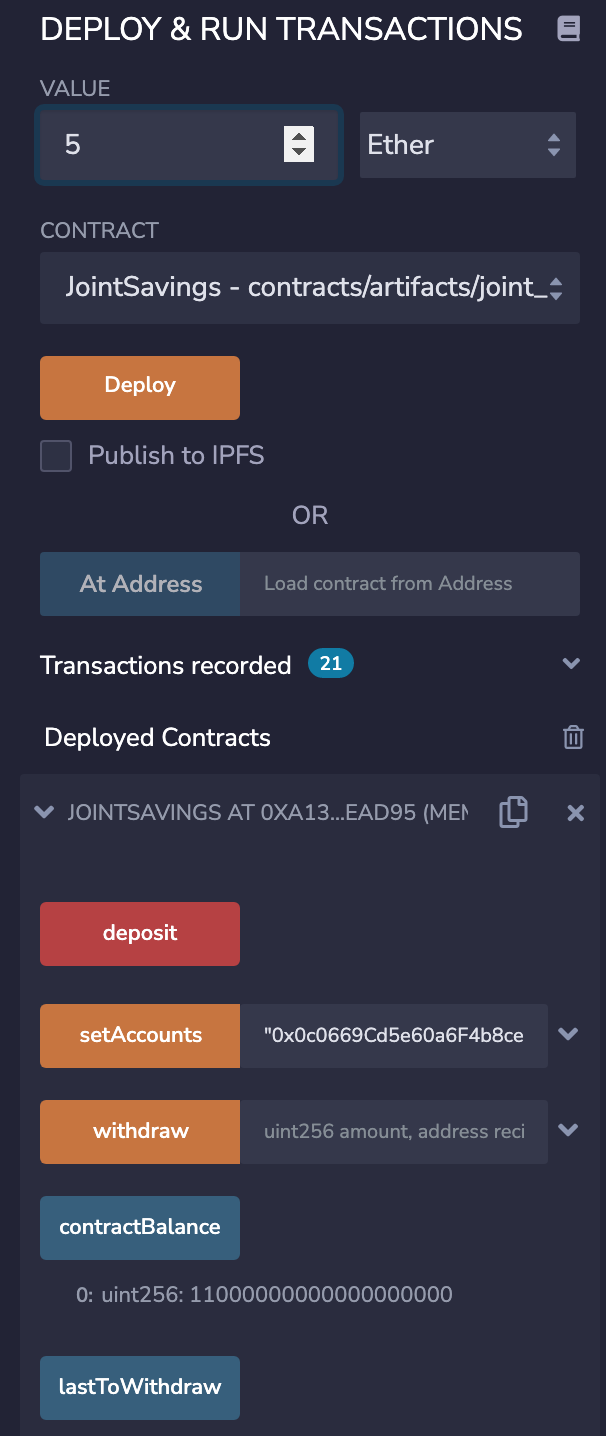 DEPLOY & RUN TRANSACTIONS
VALUE
5 Ether
CONTRACT
JointSavings - contracts/artifacts/joint_
Deploy
Publish to IPFS
OR
At Address Load contract from Address
Transactions recorded 21
Deployed Contracts
JOINTSAVINGS AT 0XA13...EAD95 (MEM
deposit
setAccounts "0x0c0669Cd5e60a6F4b8ce
withdraw uint256 amount, address reci
contractBalance
0: uint256: 11000000000000000000
lastToWithdraw